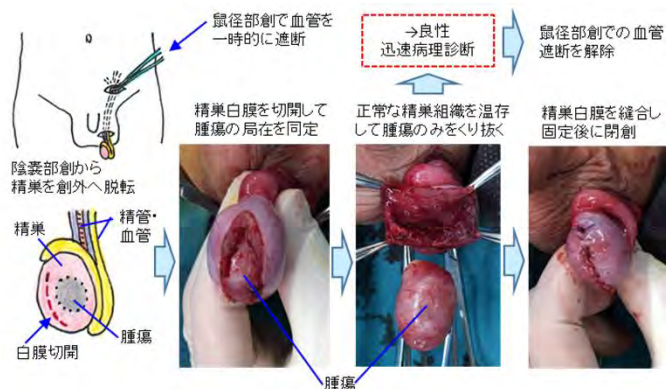 鼠径部創で血管を
一時的に遮断
→良性
迅速病理診断
鼠径部創での血管
遮断を解除
陰嚢部創から
精巣を創外へ脱転
精巣白膜を切開して
腫瘍の局在を同定
正常な精巣組織を温存
して腫瘍のみをくり抜く
精巣白膜を縫合し
固定後に閉創
精巣
精管・
血管
腫瘍
白膜切開
腫瘍